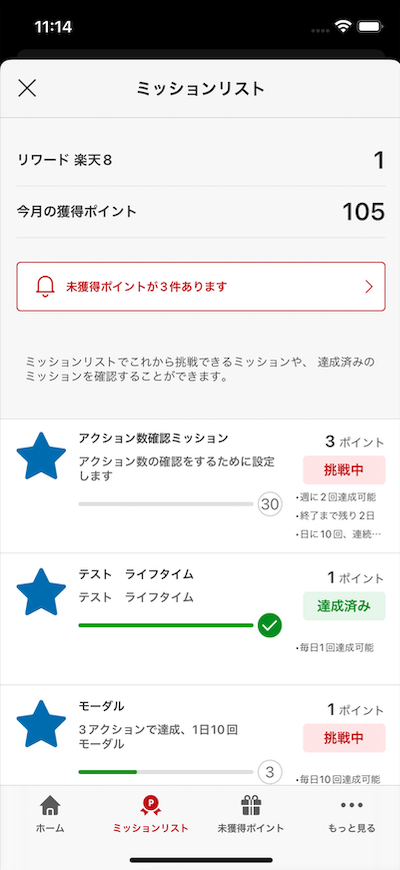 11:14
ミッションリスト
リワード 楽天8
1
今月の獲得ポイント
105
未獲得ポイントが3件あります
ミッションリストでこれから挑戦できるミッションや、 達成済みの
ミッションを確認することができます。
アクション数確認ミッション
3 ポイント
アクション数の確認をするために設定
します
挑戦中
30
•週に2回達成可能
•終了まで残り2日
•日に10回、連続…
テスト　ライフタイム
1 ポイント
テスト　ライフタイム
達成済み
•毎日1回達成可能
モーダル
1 ポイント
3アクションで達成、1日10回
モーダル
挑戦中
3
•毎日10回達成可能
P
ホーム
ミッションリスト
未獲得ポイント
もっと見る